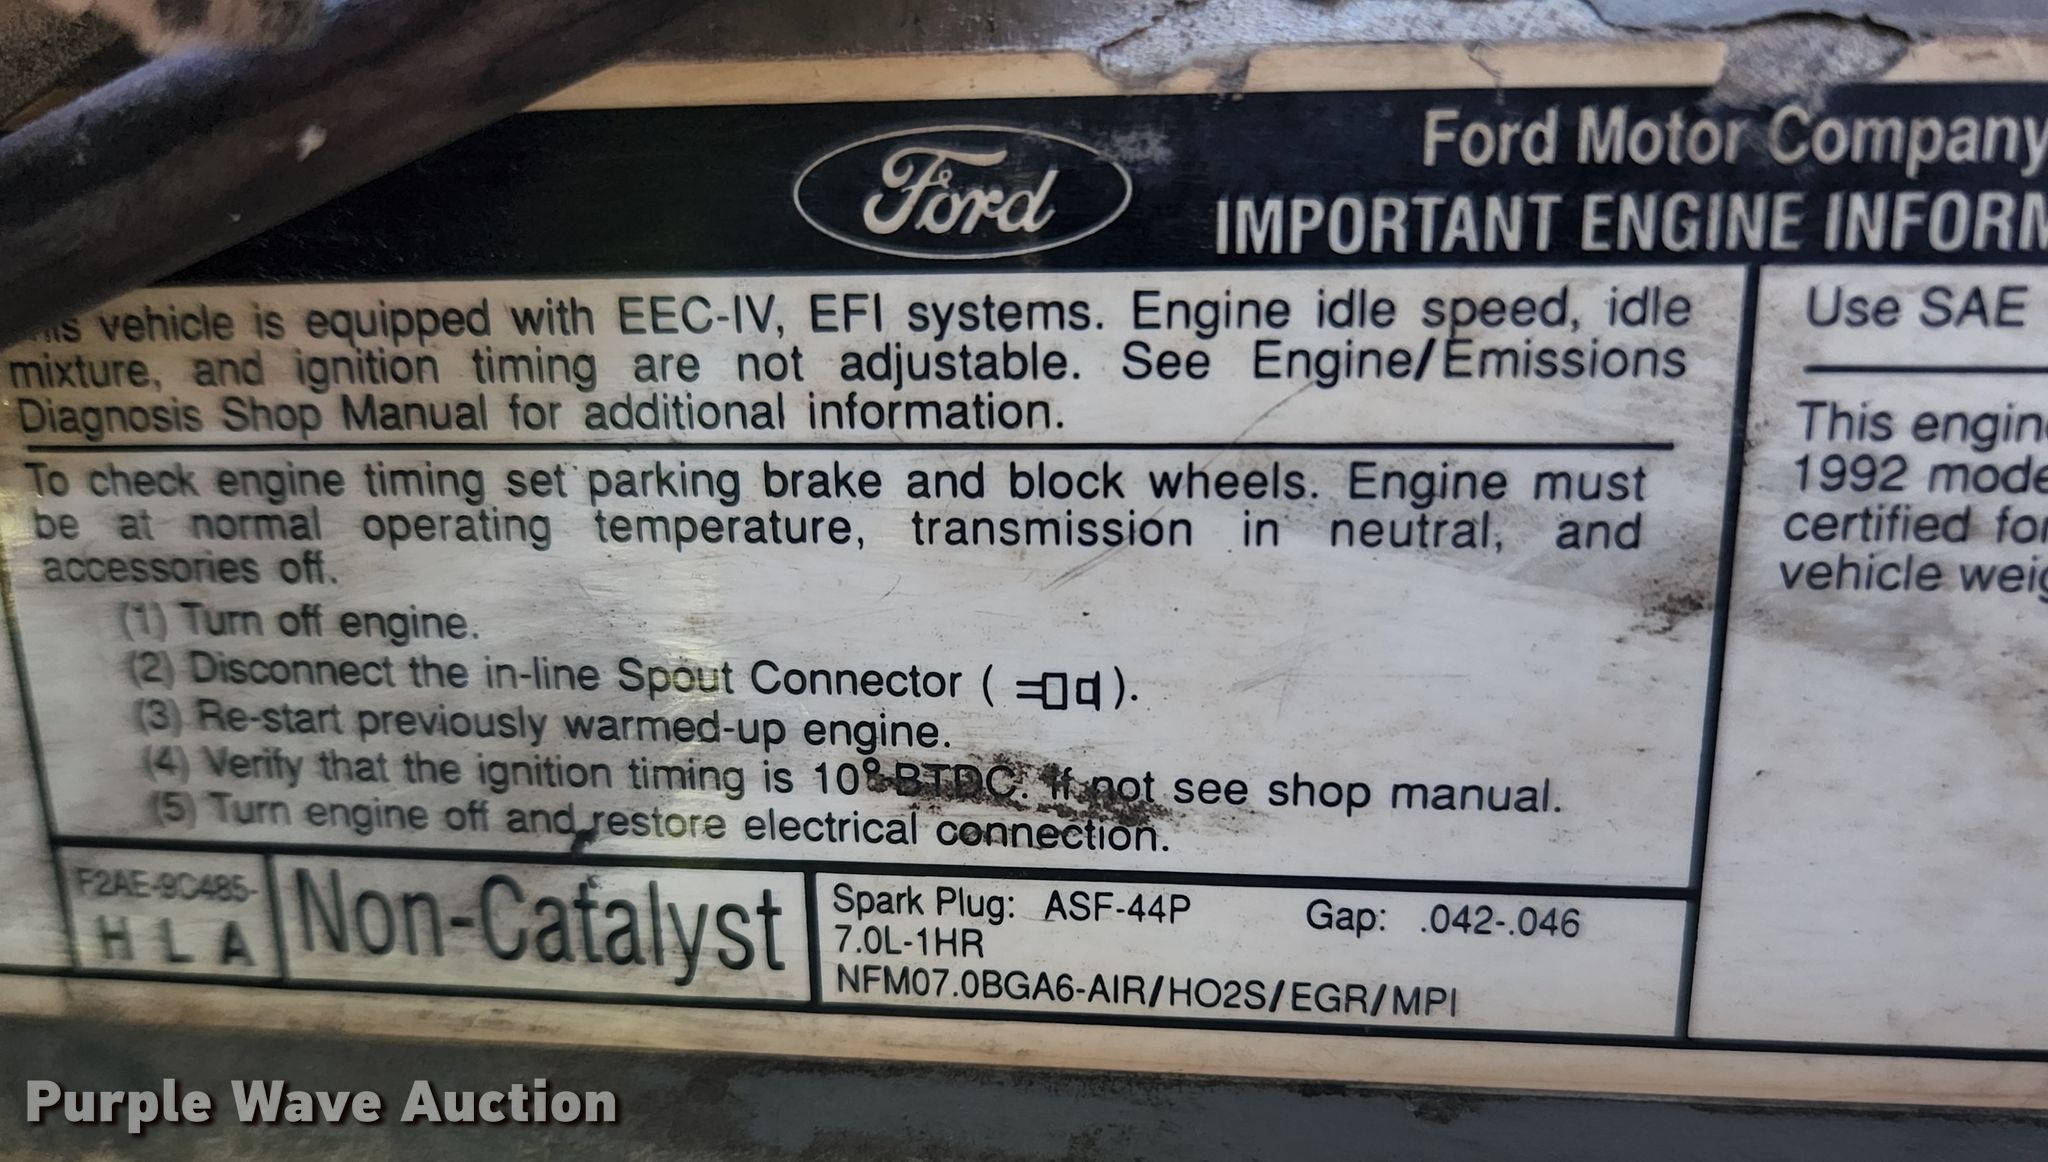 Ford
Ford Motor Company
IMPORTANT ENGINE
vehicle is equipped with EEC-IV, EFI systems. Engine idle speed, idle
mixture, and ignition timing are not adjustable. See Engine/Emissions
Diagnosis Shop Manual for additional information.
To check engine timing set parking brake and block wheels. Engine must
be at normal operating temperature, transmission in neutral, and
accessories off.
(1) Turn off engine.
(2) Disconnect the in-line Spout Connector ( ).
(3) Re-start previously warmed-up engine.
(4) Verify that the ignition timing is 10° BTDC. If not see shop manual.
(5) Turn engine off and restore electrical connection.
F2AE-9C485-
H L A
Non-Catalyst
Spark Plug: ASF-44P Gap: .042-.046
7.0L-1HR
NFM07.0BGA6-AIR/HO2S/EGR/MPI
Use SAE
This
1992
certified
vehicle
Purple Wave Auction